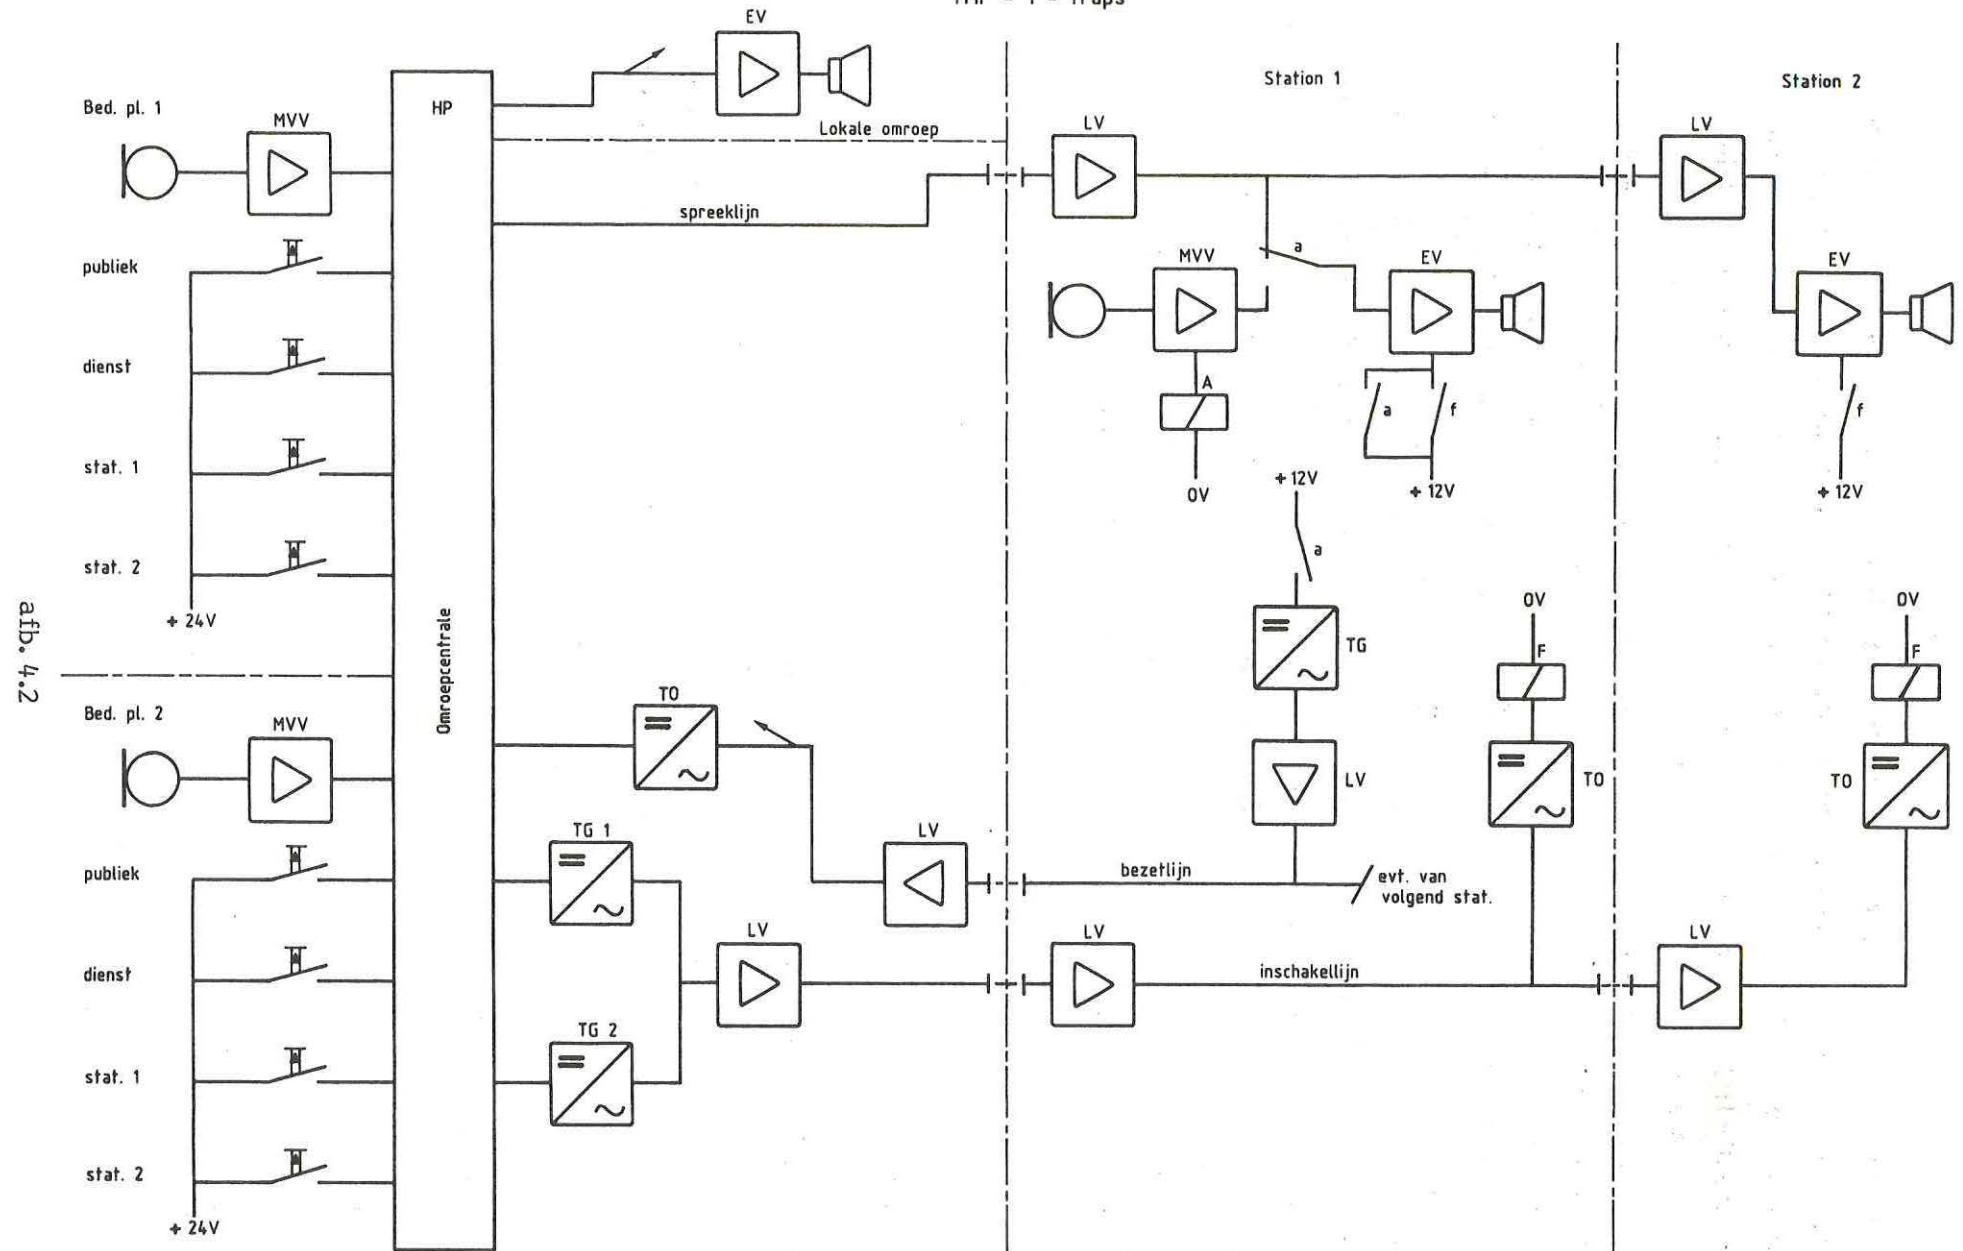 EV
Station 1
Station 2
Bed. pl. 1
MVV
HP
Lokale omroep
LV
LV
spreeklijn
publiek
MVV
a
EV
EV
dienst
A
a
f
f
stat. 1
0V
+ 12V
+ 12V
+ 12V
a
stat. 2
+ 24V
0V
0V
afb. 4.2
Omroepcentrale
TG
F
F
Bed. pl. 2
MVV
TO
LV
TO
TO
TG 1
LV
publiek
bezetlijn
evt. van
volgend stat.
LV
LV
LV
dienst
inschakellijn
TG 2
stat. 1
stat. 2
+ 24V